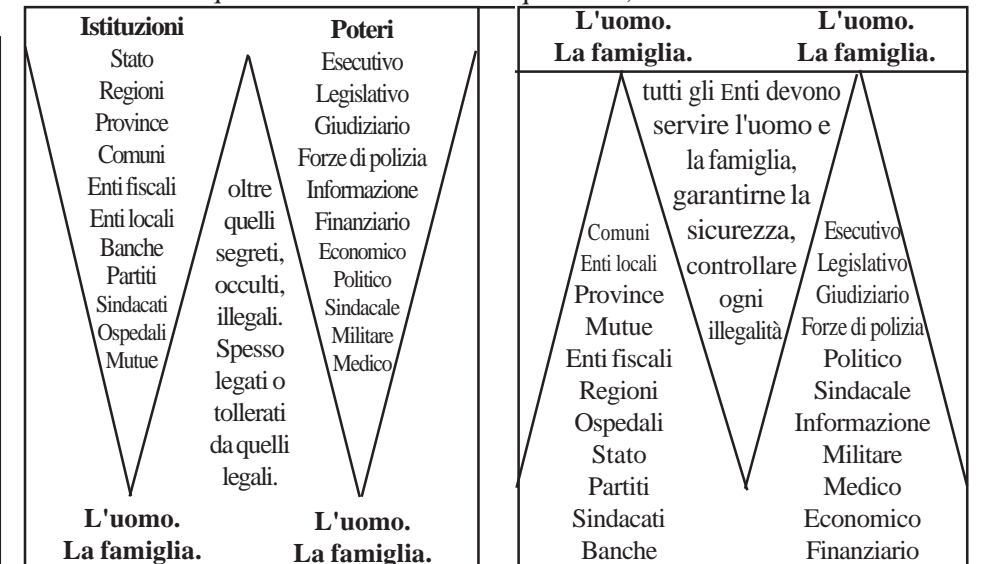 Istituzioni
Stato
Regioni
Province
Comuni
Enti fiscali
Enti locali
Banche
Partiti
Sindacati
Ospedali
Mutue
L'uomo.
La famiglia.
oltre
quelli
segreti,
occulti,
illegali.
Spesso
legati o
tollerati
da quelli
legali.
Poteri
Esecutivo
Legislativo
Giudiziario
Forze di polizia
Informazione
Finanziario
Economico
Politico
Sindacale
Militare
Medico
L'uomo.
La famiglia.
L'uomo.
La famiglia.
Comuni
Enti locali
Province
Mutue
Enti fiscali
Regioni
Ospedali
Stato
Partiti
Sindacati
Banche
tutti gli Enti devono
servire l'uomo e
la famiglia,
garantirne la
sicurezza,
controllare
ogni
illegalità
L'uomo.
La famiglia.
Esecutivo
Legislativo
Giudiziario
Forze di polizia
Politico
Sindacale
Informazione
Militare
Medico
Economico
Finanziario